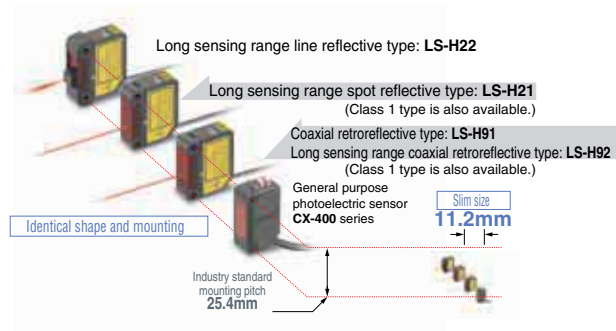 Long sensing range line reflective type: LS-H22
Long sensing range spot reflective type: LS-H21
(Class 1 type is also available.)
Coaxial retroreflective type: LS-H91
Long sensing range coaxial retroreflective type: LS-H92
(Class 1 type is also available.)
General purpose
photoelectric sensor
CX-400 series
Slim size
11.2mm
Identical shape and mounting
Industry standard
mounting pitch
25.4mm